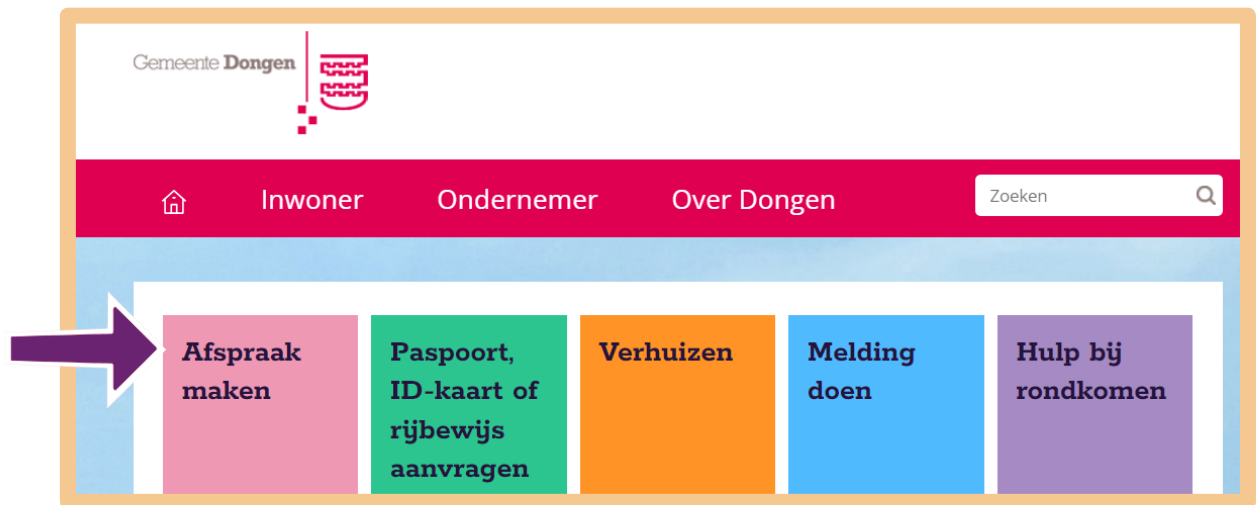 Gemeente Dongen
Inwoner
Ondernemer
Over Dongen
Zoeken
Afspraak
maken
Paspoort,
ID-kaart of
rijbewijs
aanvragen
Verhuizen
Melding
doen
Hulp bij
rondkomen